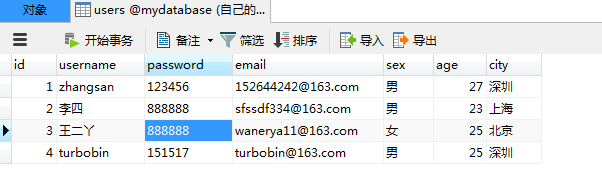 对象 users @mydatabase (自己的...
开始事务 备注 筛选 排序 导入 导出
id username password email sex age city
1 zhangsan 123456 152644242@163.com 男 27 深圳
2 李四 888888 sfssdf334@163.com 男 23 上海
3 王二丫 888888 wanerya11@163.com 女 25 北京
4 turbobin 151517 turbobin@163.com 男 25 深圳